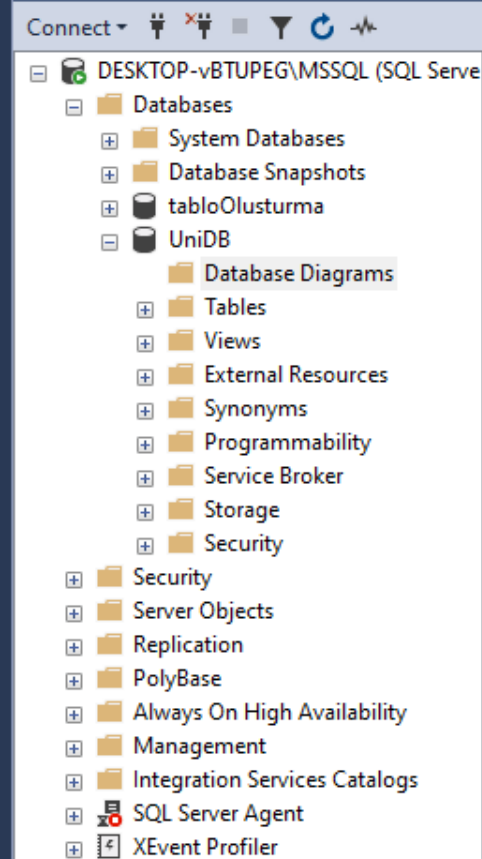 Connect
DESKTOP-vBTUPEG\MSSQL (SQL Serve
Databases
System Databases
Database Snapshots
tabloOlusturma
UniDB
Database Diagrams
Tables
Views
External Resources
Synonyms
Programmability
Service Broker
Storage
Security
Security
Server Objects
Replication
PolyBase
Always On High Availability
Management
Integration Services Catalogs
SQL Server Agent
XEvent Profiler